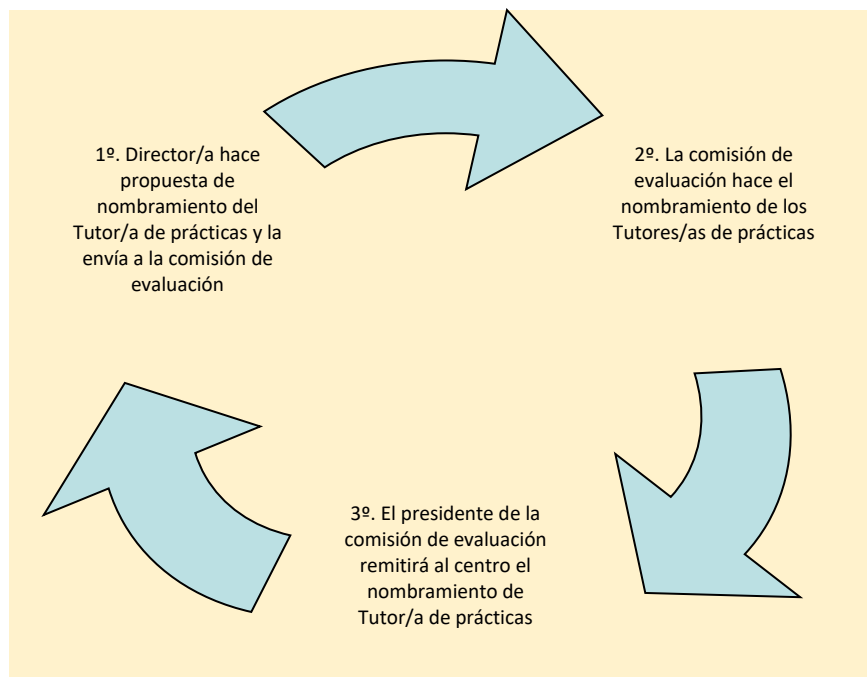 1º. Director/a hace
propuesta de
nombramiento del
Tutor/a de prácticas y la
envía a la comisión de
evaluación
2º. La comisión de
evaluación hace el
nombramiento de los
Tutores/as de prácticas
3º. El presidente de la
comisión de evaluación
remitirá al centro el
nombramiento de
Tutor/a de prácticas